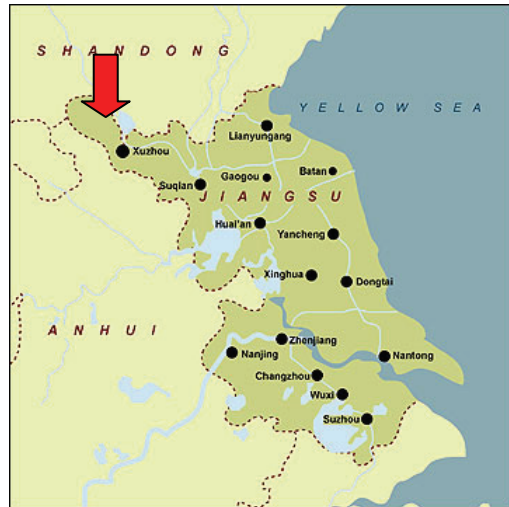 SHANDONG
YELLOW SEA
Lianyungang
Xuzhou
Gaogou
Batan
Suqian
JIANGSU
Huai'an
Yancheng
Xinghua
Dongtai
ANHUI
Zhenjiang
Nanjing
Nantong
Changzhou
Wuxi
Suzhou